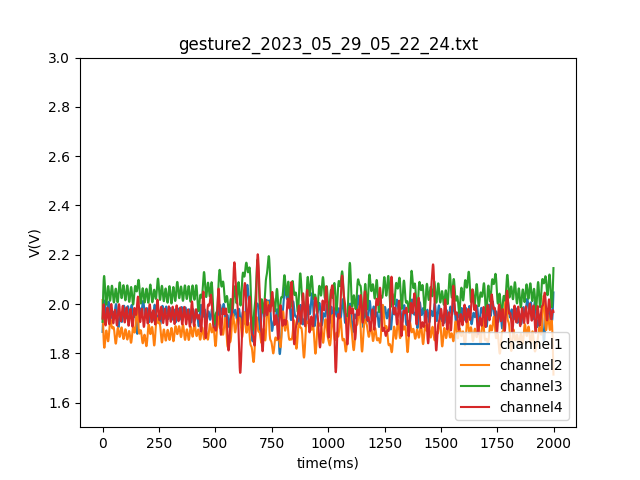 gesture2_2023_05_29_05_22_24.txt
3.0
2.8
2.6
2.4
2.2
2.0
1.8
1.6
V(V)
channel1
channel2
channel3
channel4
0 250 500 750 1000 1250 1500 1750 2000
time(ms)